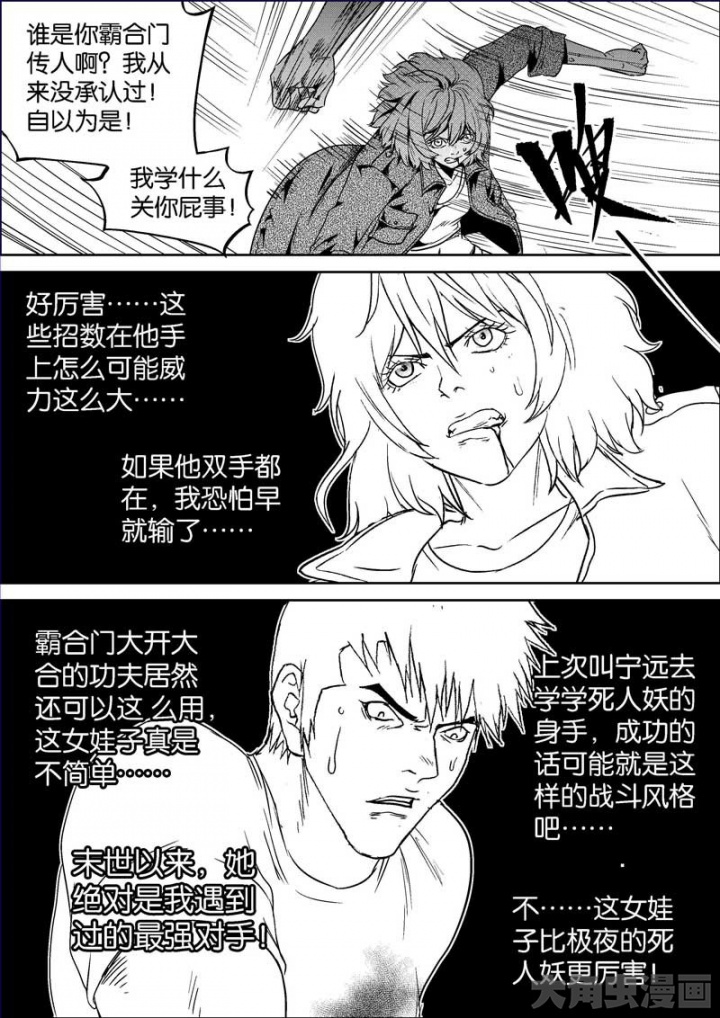 谁是你霸合门
传人啊？我从
来没承认过！
自以为是！
我学什么
关你屁事！
嗖
好厉害……这
些招数在他手
上怎么可能威
力这么大……
如果他双手都
在，我恐怕早
就输了……
霸合门大开大
合的功夫居然
还可以这么用，
这女娃子真是
不简单……
末世以来，她
绝对是我遇到
过的最强对手！
上次叫宁远去
学学死人妖的
身手，成功的
话可能就是这
样的战斗风格
吧……
不……这女娃
子比极夜的死
人妖更厉害！
大角虫漫画